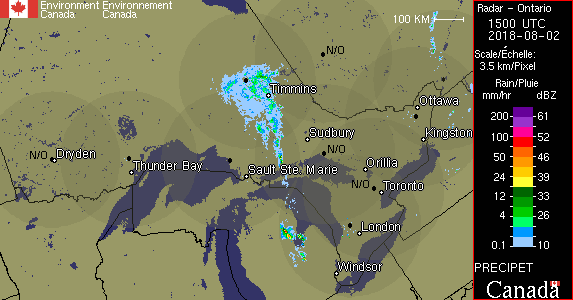 Environment Environnement
Canada Canada
100 KM
N/O
Timmins
Ottawa
Sudbury
Kingston
N/O
Dryden
N/O
Thunder Bay
Sault Ste. Marie
Orillia
N/O
Toronto
London
Windsor
Radar - Ontario
1500 UTC
2018-08-02
Scale/Échelle:
3.5 km/Pixel
Rain/Pluie
mm/hr dBZ
200 61
100 52
50 46
24 39
12 33
4 26
0.1 10
PRECIPET
Canada